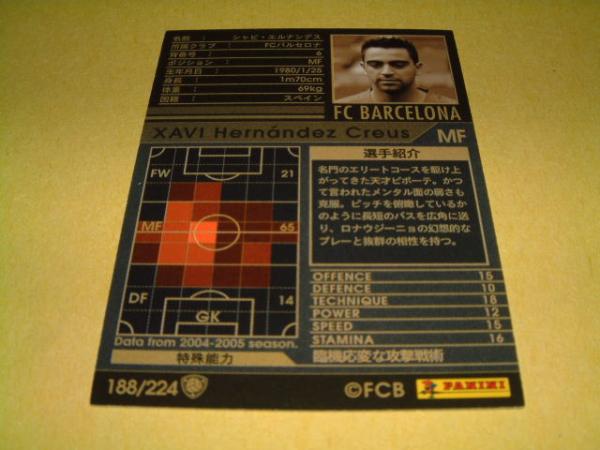 名前 : シャビ・エルナンデス
所属クラブ : FCバルセロナ
背番号 : 6
ポジション : MF
生年月日 : 1980/1/25
身長 : 1m70cm
体重 : 69kg
国籍 : スペイン
FC BARCELONA
XAVI Hernández Creus MF
FW 21
MF 65
DF 14
GK
Data from 2004-2005 season.
選手紹介
名門のエリートコースを駆け上
がってきた天才ピボーテ。かつ
て言われたメンタル面の弱さも
克服。ピッチを俯瞰しているか
のように長短のパスを広角に送
り、ロナウジーニョの幻想的な
プレーと抜群の相性を持つ。
OFFENCE 15
DEFENCE 10
TECHNIQUE 18
POWER 12
SPEED 15
STAMINA 16
特殊能力 臨機応変な攻撃戦術
188/224 ©FCB PANINI